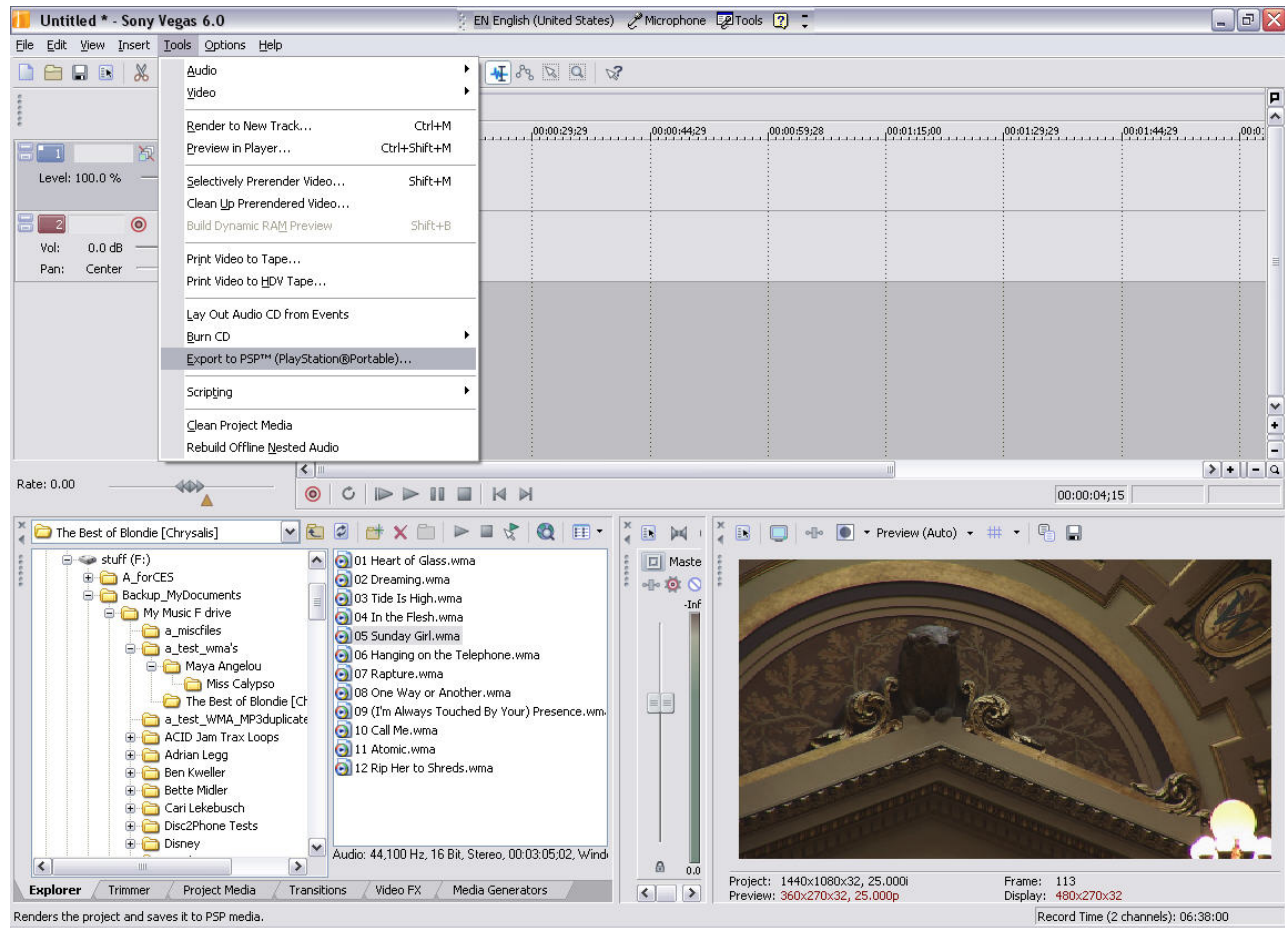 Untitled * - Sony Vegas 6.0
EN English (United States) Microphone Tools
File Edit View Insert Tools Options Help
Audio
Video
Render to New Track... Ctrl+M
Preview in Player... Ctrl+Shift+M
Selectively Prerender Video... Shift+M
Clean Up Prerendered Video...
Build Dynamic RAM Preview Shift+B
Print Video to Tape...
Print Video to HDV Tape...
Lay Out Audio CD from Events
Burn CD
Export to PSP™ (PlayStation®Portable)...
Scripting
Clean Project Media
Rebuild Offline Nested Audio
00:00:29;29 00:00:44;29 00:00:59;28 00:01:15;00 00:01:29;29 00:01:44;29 00:0
1
Level: 100.0 %
2
Vol: 0.0 dB
Pan: Center
Rate: 0.00
00:00:04;15
The Best of Blondie [Chrysalis]
stuff (F:)
A_forCES
Backup_MyDocuments
My Music F drive
a_miscfiles
a_test_wma's
Maya Angelou
Miss Calypso
The Best of Blondie [Ch
a_test_WMA_MP3duplicate
ACID Jam Trax Loops
Adrian Legg
Ben Kweller
Bette Midler
Cari Lekebusch
Disc2Phone Tests
Disney
01 Heart of Glass.wma
02 Dreaming.wma
03 Tide Is High.wma
04 In the Flesh.wma
05 Sunday Girl.wma
06 Hanging on the Telephone.wma
07 Rapture.wma
08 One Way or Another.wma
09 (I'm Always Touched By Your) Presence.wm
10 Call Me.wma
11 Atomic.wma
12 Rip Her to Shreds.wma
Audio: 44,100 Hz, 16 Bit, Stereo, 00:03:05;02, Wind
Explorer Trimmer Project Media Transitions Video FX Media Generators
Maste
-Inf
0.0
Preview (Auto)
Project: 1440x1080x32, 25.000i
Preview: 360x270x32, 25.000p
Frame: 113
Display: 480x270x32
Renders the project and saves it to PSP media.
Record Time (2 channels): 06:38:00